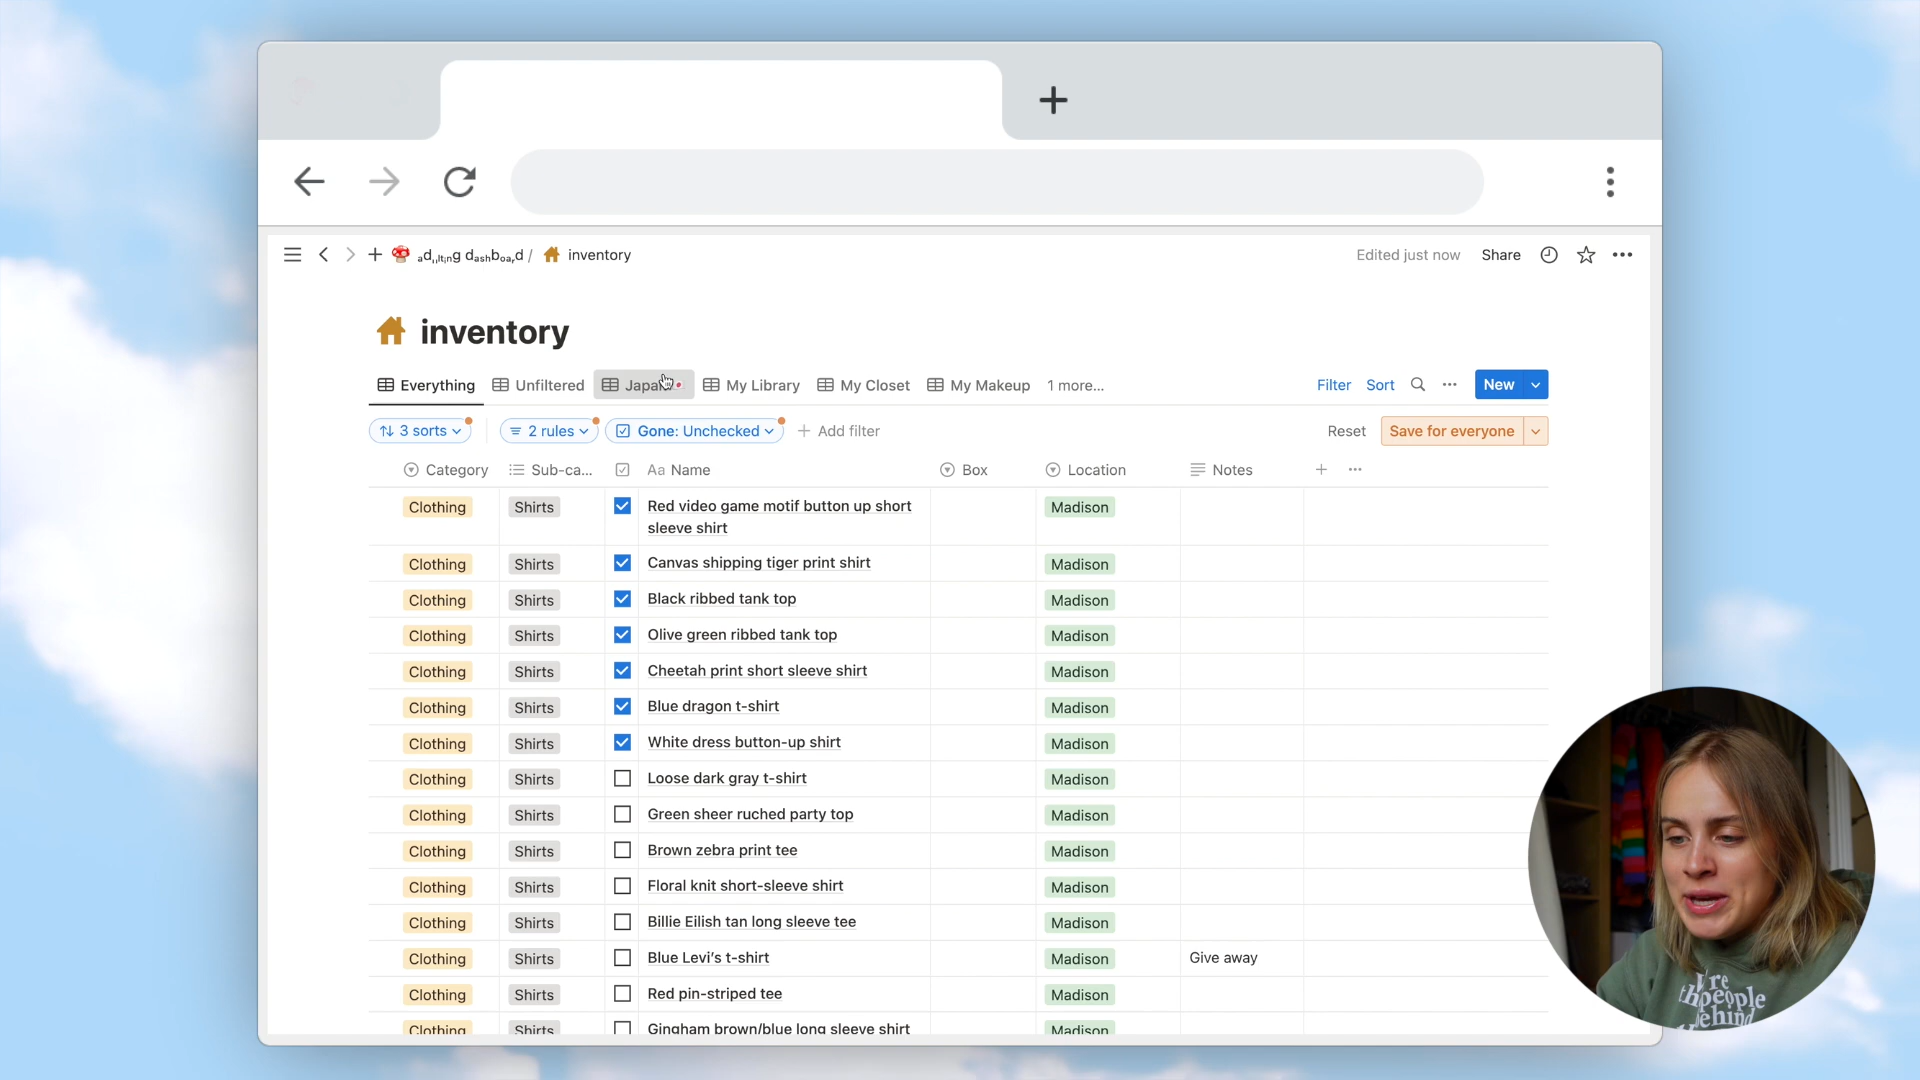 adulting dashboard / inventory
Edited just now Share
inventory
Everything Unfiltered My Library My Closet My Makeup 1 more... Filter Sort New
3 sorts 2 rules Gone: Unchecked + Add filter Reset Save for everyone
Category Sub-ca... Aa Name Box Location Notes
Clothing Shirts Red video game motif button up short sleeve shirt Madison
Clothing Shirts Canvas shipping tiger print shirt Madison
Clothing Shirts Black ribbed tank top Madison
Clothing Shirts Olive green ribbed tank top Madison
Clothing Shirts Cheetah print short sleeve shirt Madison
Clothing Shirts Blue dragon t-shirt Madison
Clothing Shirts White dress button-up shirt Madison
Clothing Shirts Loose dark gray t-shirt Madison
Clothing Shirts Green sheer ruched party top Madison
Clothing Shirts Brown zebra print tee Madison
Clothing Shirts Floral knit short-sleeve shirt Madison
Clothing Shirts Billie Eilish tan long sleeve tee Madison
Clothing Shirts Blue Levi's t-shirt Madison Give away
Clothing Shirts Red pin-striped tee Madison
Clothing Shirts Gingham brown/blue long sleeve shirt Madison
people
behind